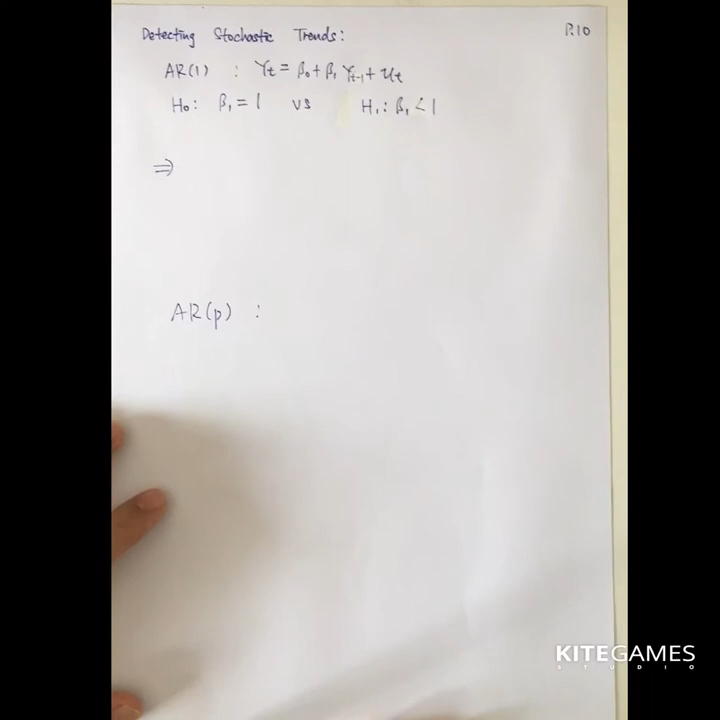 Detecting Stochastic Trends: P.10
AR(1) : Yt = β0 + β1 Yt-1 + ut
H0: β1 = 1 vs H1: β1 < 1
⇒
AR(p) :
KITEGAMES
STUDIO